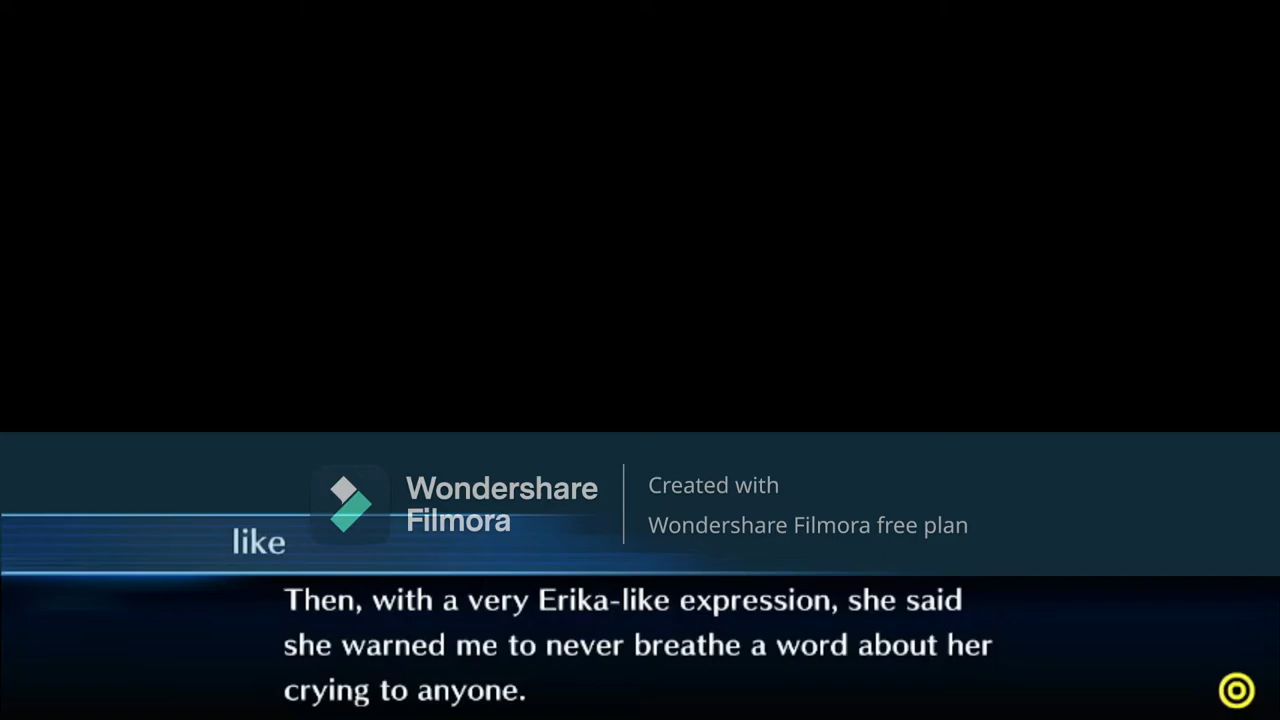 Wondershare
Filmora
Created with
Wondershare Filmora free plan
like
Then, with a very Erika-like expression, she said
she warned me to never breathe a word about her
crying to anyone.